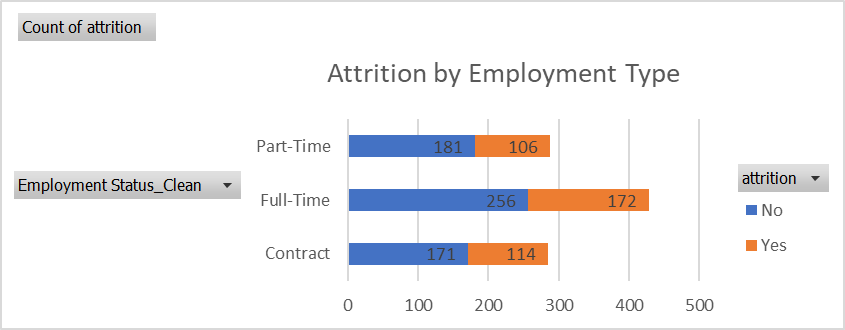 Count of attrition
Attrition by Employment Type
Part-Time 181 106
Employment Status_Clean
Full-Time 256 172
Contract 171 114
0 100 200 300 400 500
attrition
No
Yes